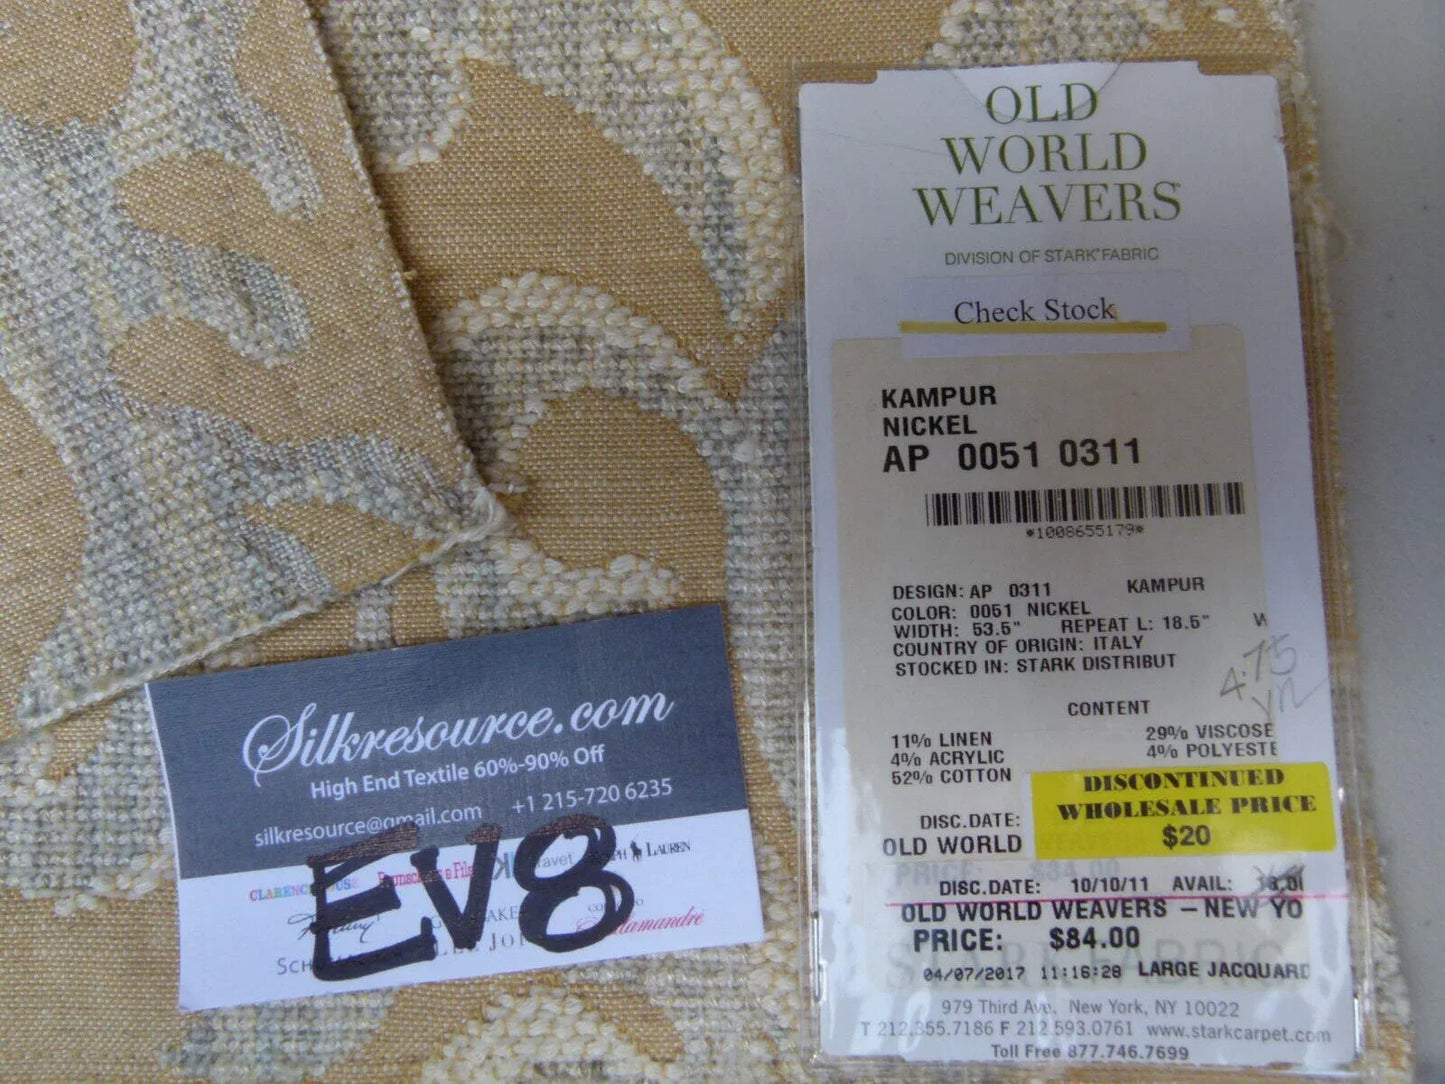 OLD
WORLD
WEAVERS
DIVISION OF STARK FABRIC
Check Stock
KAMPUR
NICKEL
AP 0051 0311
*1008655179*
DESIGN: AP 0311 KAMPUR
COLOR: 0051 NICKEL
WIDTH: 53.5" REPEAT L: 18.5" W
COUNTRY OF ORIGIN: ITALY
STOCKED IN: STARK DISTRIBUT
4.75
yn
CONTENT
11% LINEN 29% VISCOSE
4% ACRYLIC 4% POLYESTE
52% COTTON
DISCONTINUED
WHOLESALE PRICE
$20
DISC.DATE:
OLD WORLD
PRICE: $84.00
DISC.DATE: 10/10/11 AVAIL:
OLD WORLD WEAVERS - NEW YO
PRICE: $84.00
04/07/2017 11:16:28 LARGE JACQUARD
979 Third Ave. New York, NY 10022
T 212.355.7186 F 212.593.0761 www.starkcarpet.com
Toll Free 877.746.7699
Silkresource.com
High End Textile 60%-90% Off
silkresource@gmail.com +1 215-720 6235
EV8
RALPH LAUREN